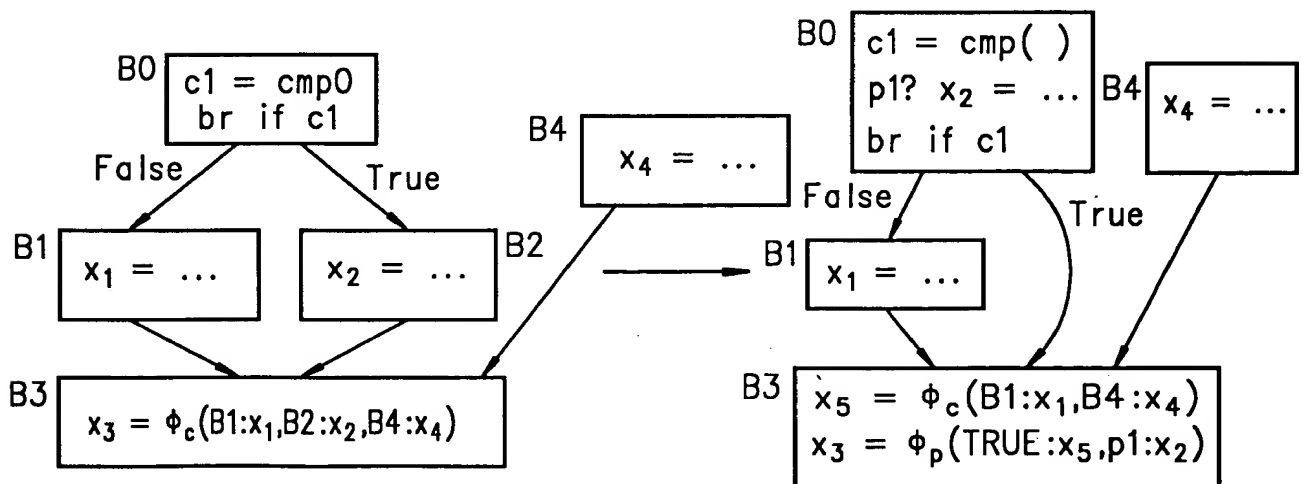 B0
c1 = cmp0
br if c1
False
True
B4
x₄ = ...
B1
x₁ = ...
x₂ = ...
B2
B3
x₃ = ϕc(B1:x₁,B2:x₂,B4:x₄)
B0
c1 = cmp( )
p1? x₂ = ...
br if c1
B4
x₄ = ...
False
True
B1
x₁ = ...
B3
x₅ = ϕc(B1:x₁,B4:x₄)
x₃ = ϕp(TRUE:x₅,p1:x₂)